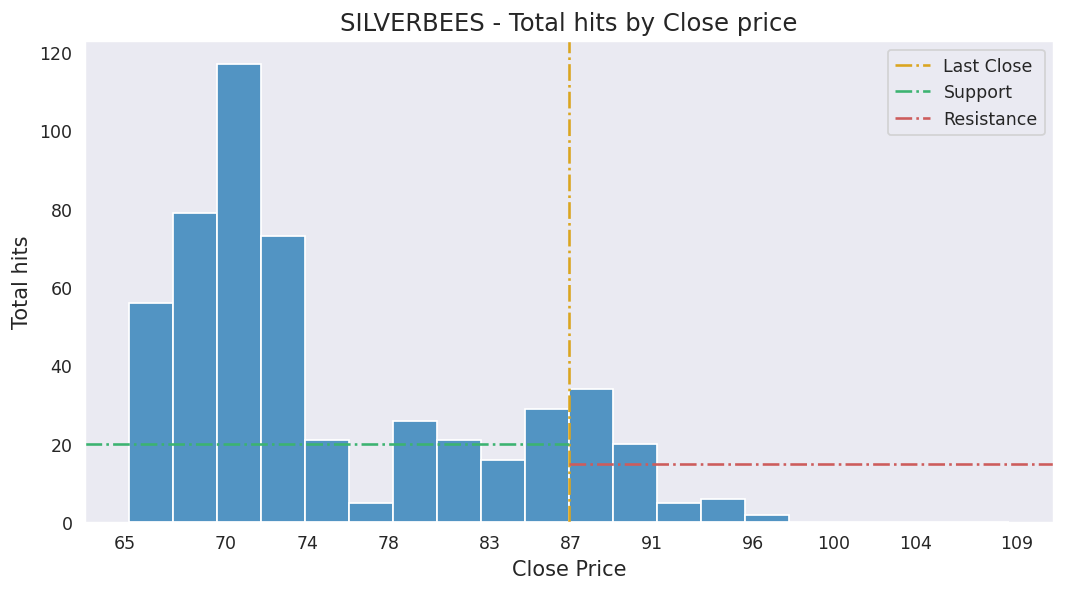 SILVERBEES - Total hits by Close price
Last Close
Support
Resistance
Total hits
120
100
80
60
40
20
0
65 70 74 78 83 87 91 96 100 104 109
Close Price